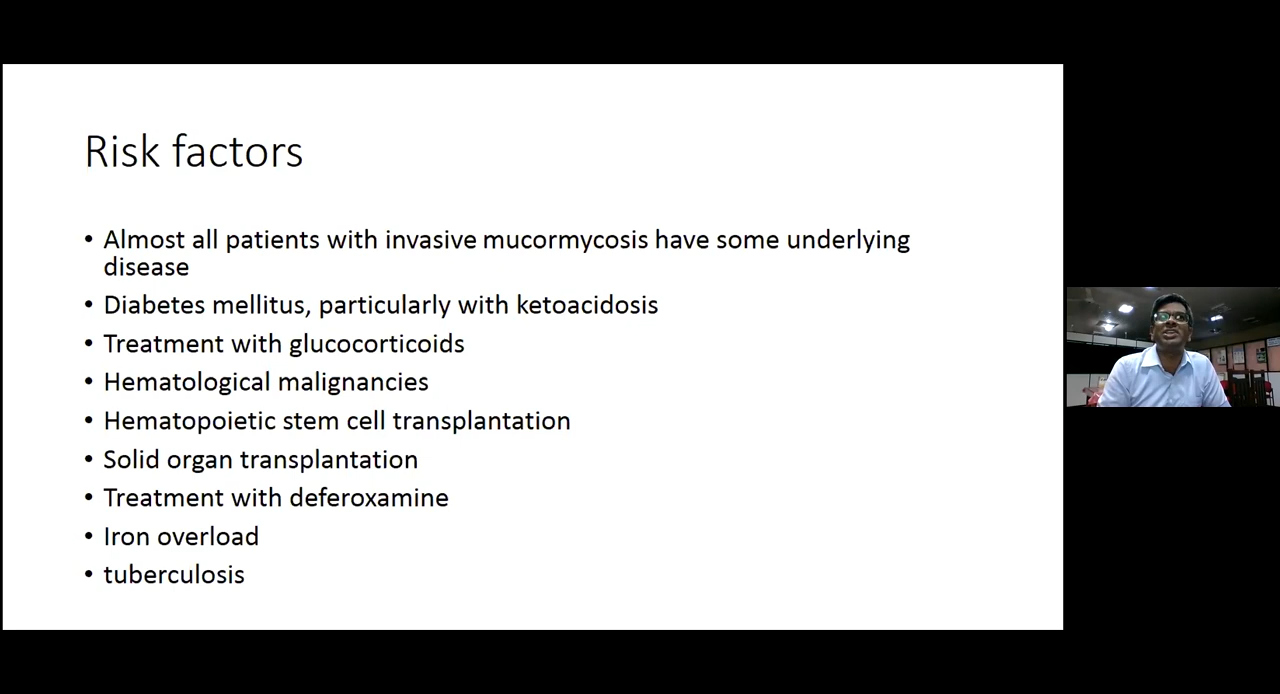 Risk factors
• Almost all patients with invasive mucormycosis have some underlying
disease
• Diabetes mellitus, particularly with ketoacidosis
• Treatment with glucocorticoids
• Hematological malignancies
• Hematopoietic stem cell transplantation
• Solid organ transplantation
• Treatment with deferoxamine
• Iron overload
• tuberculosis